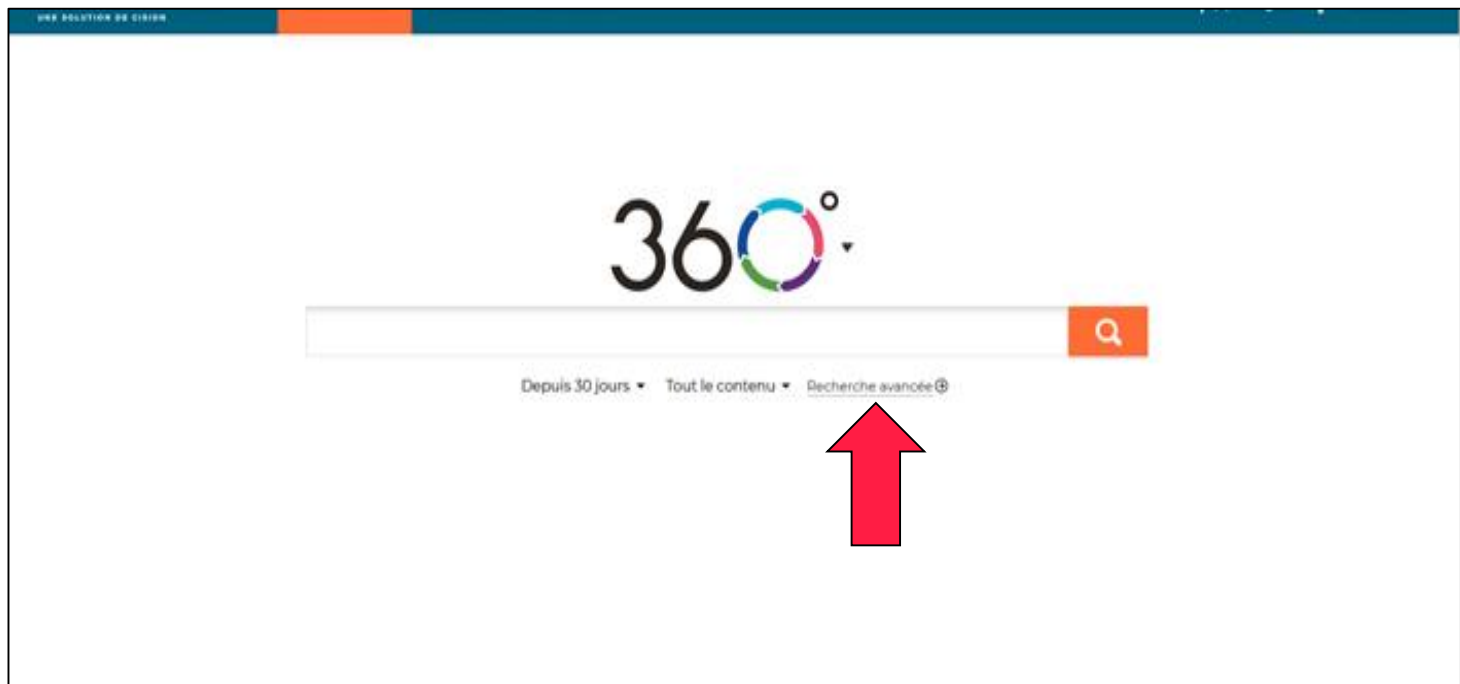 UNE SOLUTION DE CISION
360°
Depuis 30 jours Tout le contenu Recherche avancée